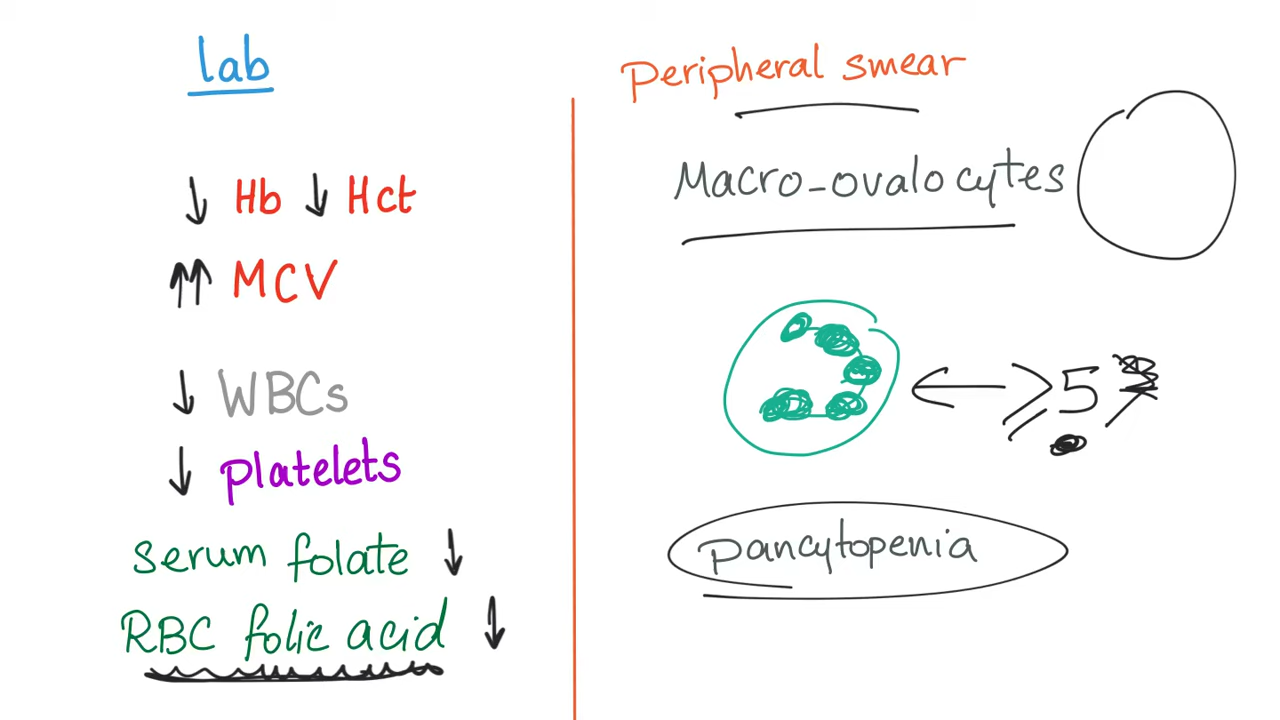 lab
↓ Hb ↓ Hct
↑↑ MCV
↓ WBCs
↓ platelets
serum folate ↓
RBC folic acid ↓
Peripheral smear
Macro-ovalocytes
← ≥ 5
pancytopenia